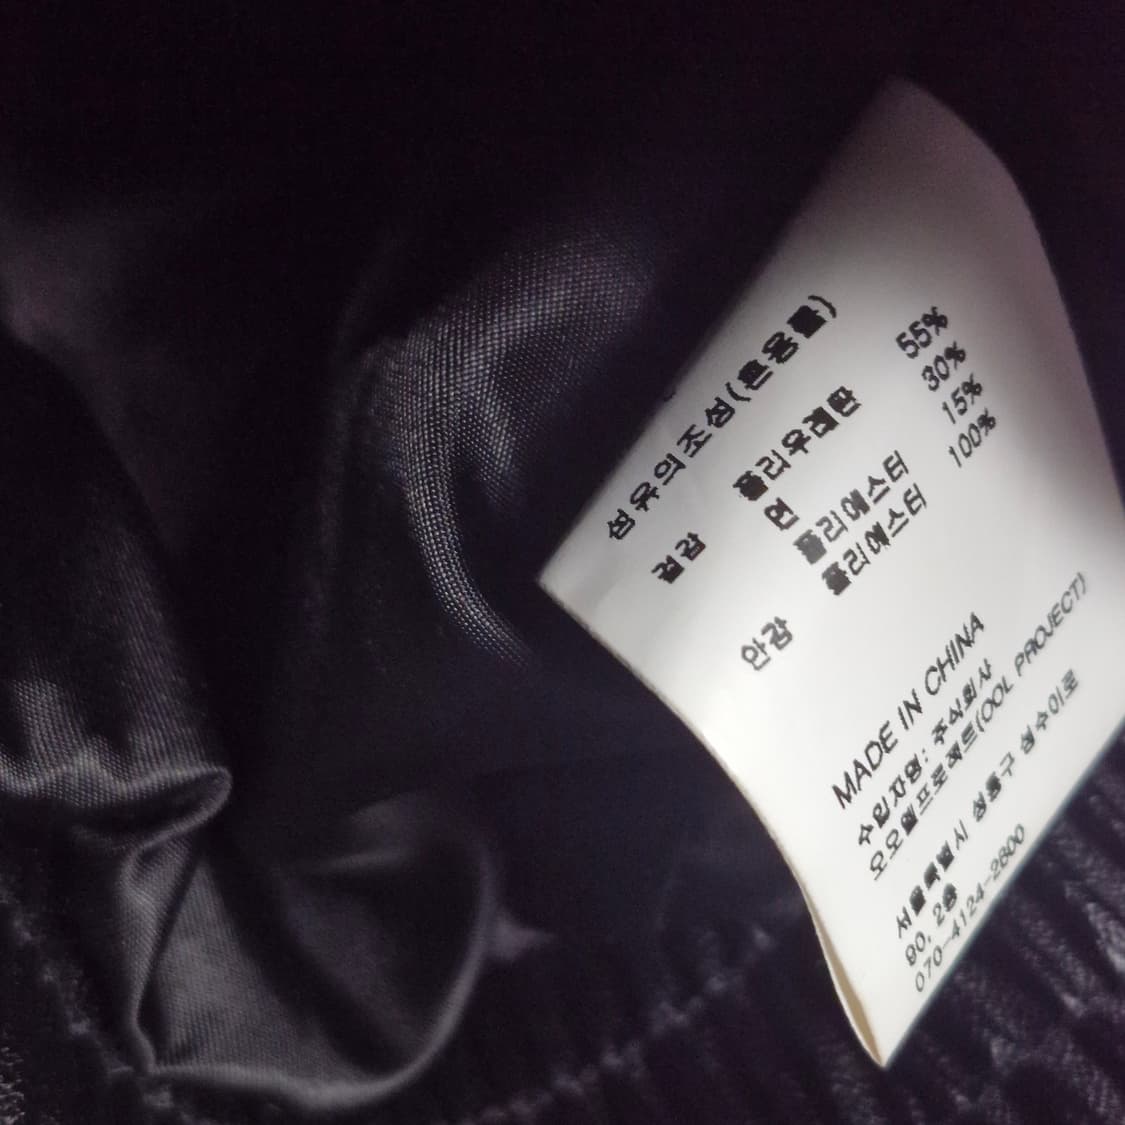 섬유의조성(혼용률)
겉감 폴리우레탄 55%
면 30%
폴리에스터 15%
안감 폴리에스터 100%
MADE IN CHINA
수입자명: 주식회사
오오엘프로젝트(OOL PROJECT)
서울특별시 성동구 성수이로
90, 2층
070-4124-2600